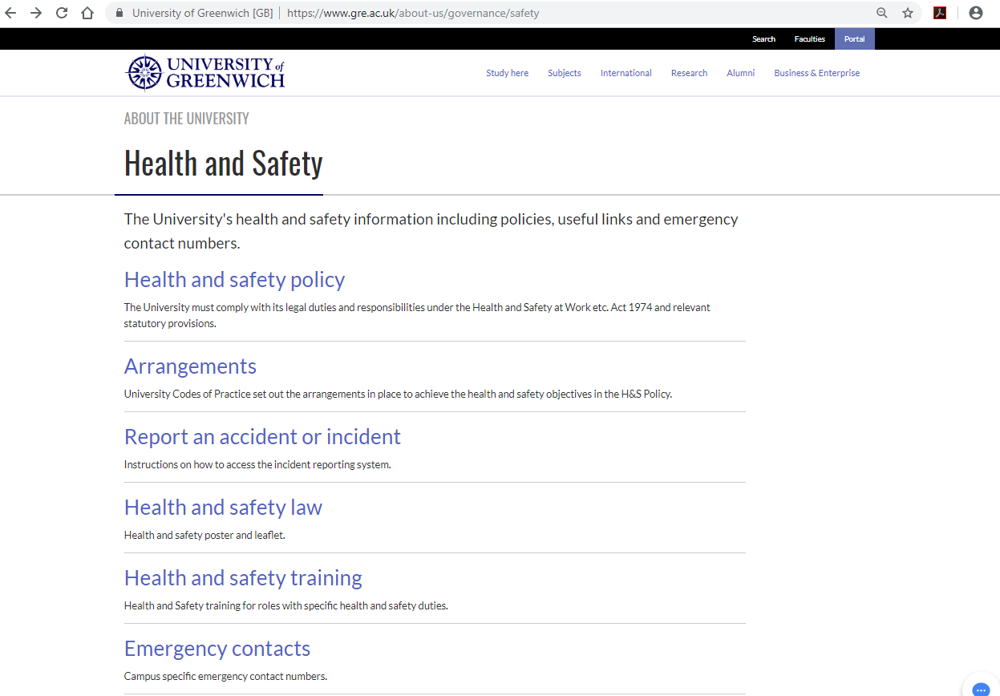 University of Greenwich [GB] | https://www.gre.ac.uk/about-us/governance/safety
Search Faculties Portal
UNIVERSITY of
GREENWICH
Study here Subjects International Research Alumni Business & Enterprise
ABOUT THE UNIVERSITY
Health and Safety
The University's health and safety information including policies, useful links and emergency
contact numbers.
Health and safety policy
The University must comply with its legal duties and responsibilities under the Health and Safety at Work etc. Act 1974 and relevant
statutory provisions.
Arrangements
University Codes of Practice set out the arrangements in place to achieve the health and safety objectives in the H&S Policy.
Report an accident or incident
Instructions on how to access the incident reporting system.
Health and safety law
Health and safety poster and leaflet.
Health and safety training
Health and Safety training for roles with specific health and safety duties.
Emergency contacts
Campus specific emergency contact numbers.